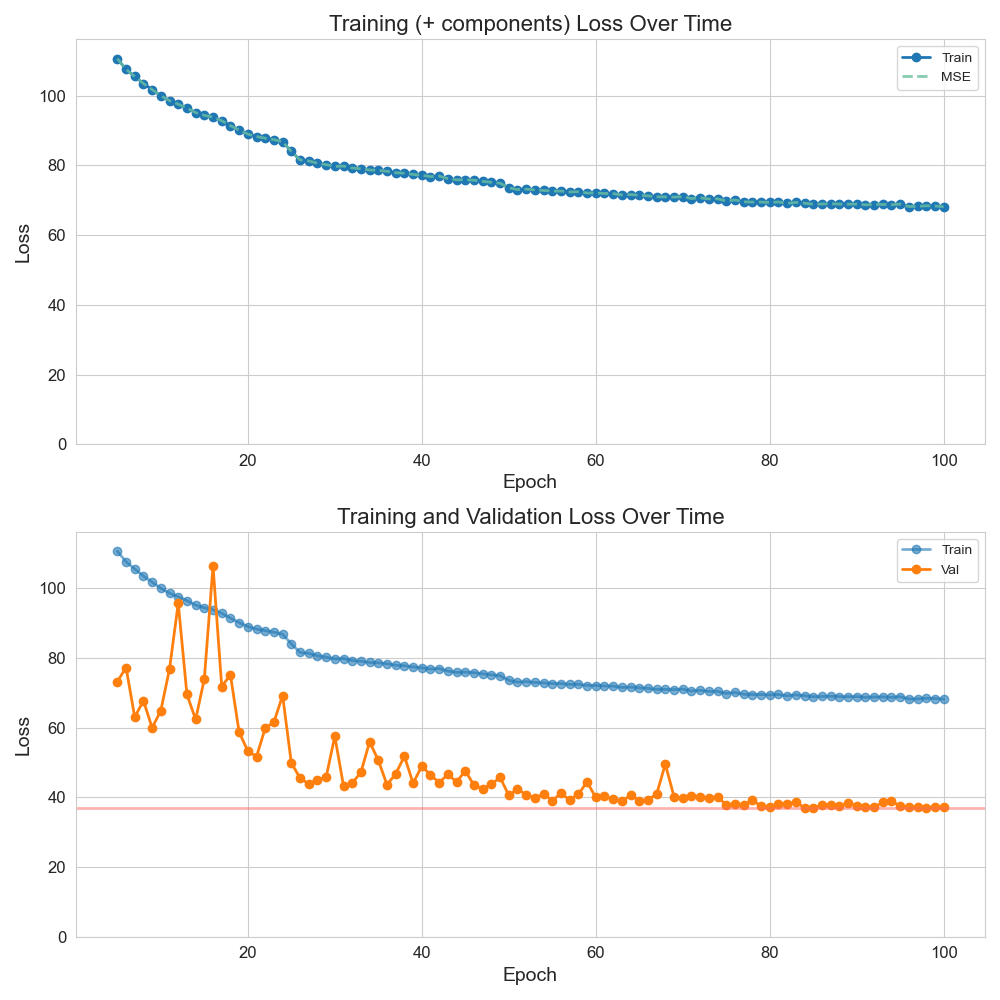 Training (+ components) Loss Over Time
Train
MSE
100
80
60
40
20
0
Loss
20 40 60 80 100
Epoch
Training and Validation Loss Over Time
Train
Val
100
80
60
40
20
0
Loss
20 40 60 80 100
Epoch